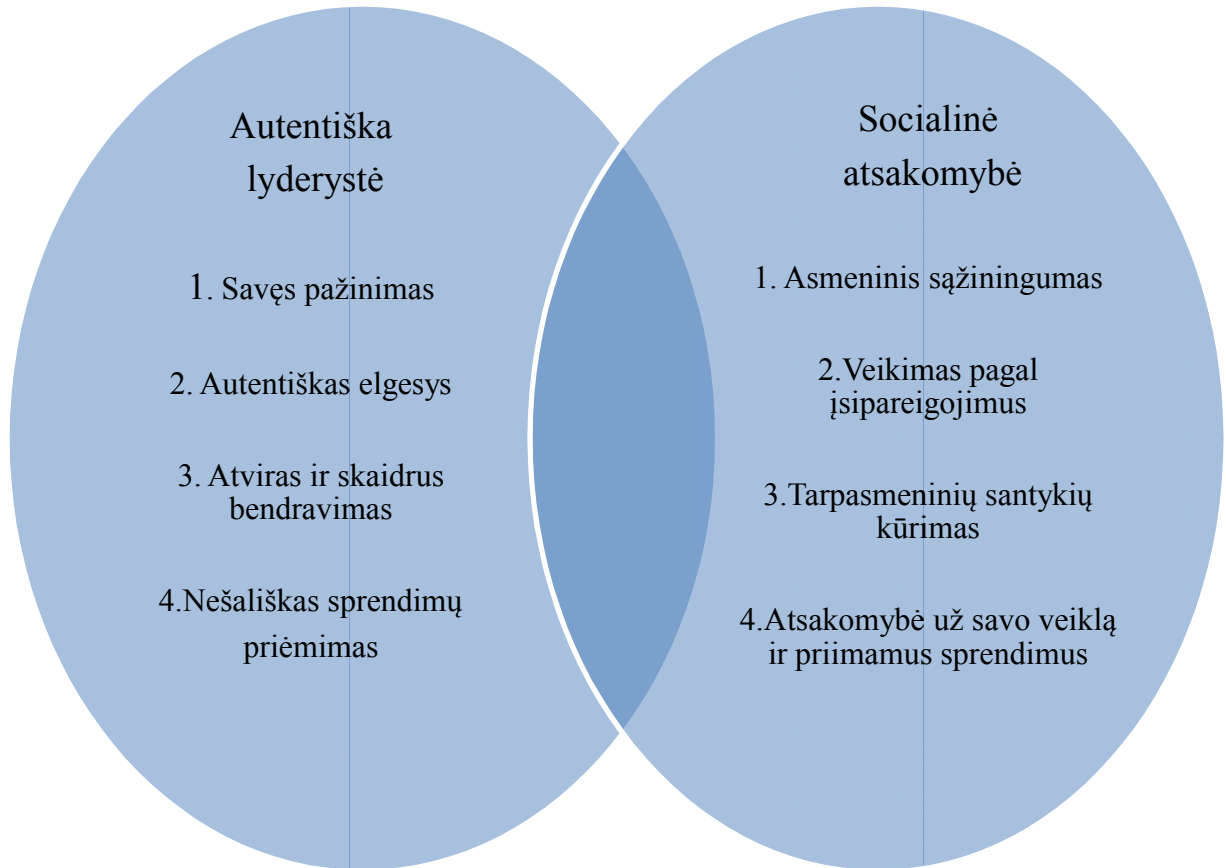 Autentiška
lyderystė
1. Savęs pažinimas
2. Autentiškas elgesys
3. Atviras ir skaidrus
bendravimas
4.Nešališkas sprendimų
priėmimas
Socialinė
atsakomybė
1. Asmeninis sąžiningumas
2.Veikimas pagal
įsipareigojimus
3.Tarpasmeninių santykių
kūrimas
4.Atsakomybė už savo veiklą
ir priimamus sprendimus